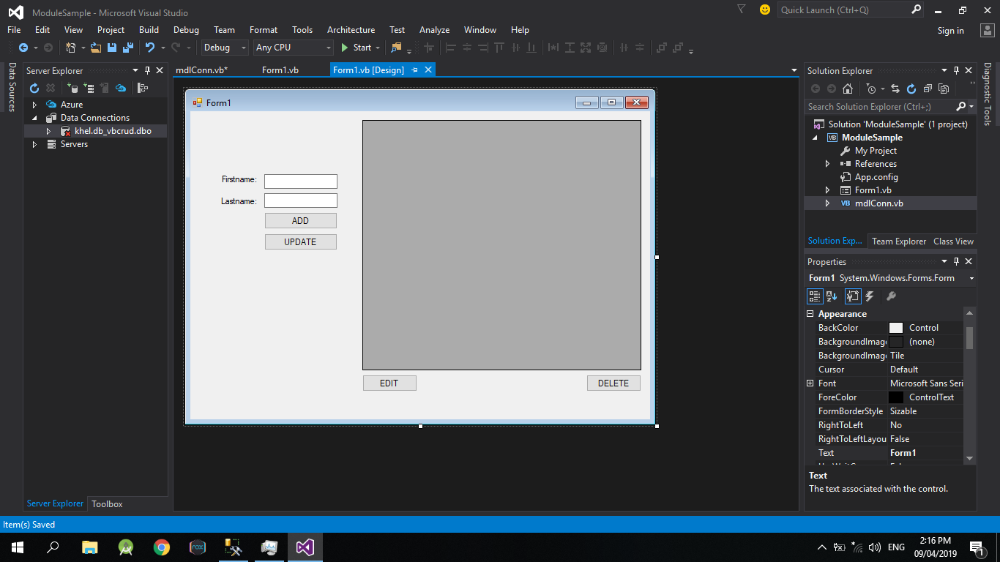 ModuleSample - Microsoft Visual Studio
Quick Launch (Ctrl+Q)
File Edit View Project Build Debug Team Format Tools Architecture Test Analyze Window Help
Sign in
Debug Any CPU Start
Data Sources
Server Explorer
Azure
Data Connections
khel.db_vbcrud.dbo
Servers
Server Explorer Toolbox
mdlConn.vb* Form1.vb Form1.vb [Design]
Form1
Firstname:
Lastname:
ADD
UPDATE
EDIT DELETE
Solution Explorer
Search Solution Explorer (Ctrl+;)
Solution 'ModuleSample' (1 project)
VB ModuleSample
My Project
References
App.config
Form1.vb
VB mdlConn.vb
Solution Exp... Team Explorer Class View
Diagnostic Tools
Properties
Form1 System.Windows.Forms.Form
Appearance
BackColor Control
BackgroundImag (none)
BackgroundImag Tile
Cursor Default
Font Microsoft Sans Seri
ForeColor ControlText
FormBorderStyle Sizable
RightToLeft No
RightToLeftLayou False
Text Form1
Text
The text associated with the control.
Item(s) Saved
nox
ENG
2:16 PM
09/04/2019
1